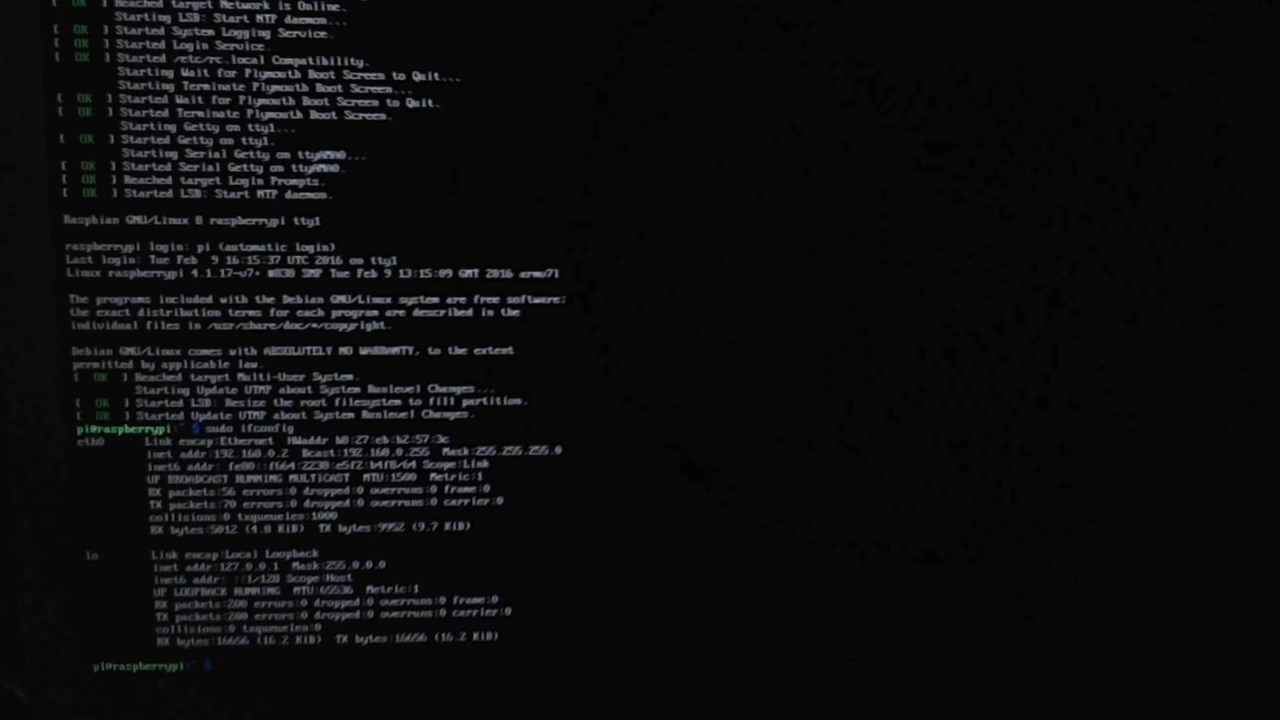 [ OK ] Reached target Network is Online.
Starting LSB: Start NTP daemon...
[ OK ] Started System Logging Service.
[ OK ] Started Login Service.
[ OK ] Started /etc/rc.local Compatibility.
Starting Wait for Plymouth Boot Screen to Quit...
Starting Terminate Plymouth Boot Screen...
[ OK ] Started Wait for Plymouth Boot Screen to Quit.
[ OK ] Started Terminate Plymouth Boot Screen.
Starting Getty on tty1...
[ OK ] Started Getty on tty1.
Starting Serial Getty on ttyAMA0...
[ OK ] Started Serial Getty on ttyAMA0.
[ OK ] Reached target Login Prompts.
[ OK ] Started LSB: Start NTP daemon.
Raspbian GNU/Linux 8 raspberrypi tty1
raspberrypi login: pi (automatic login)
Last login: Tue Feb 9 16:15:37 UTC 2016 on tty1
Linux raspberrypi 4.1.17-v7+ #838 SMP Tue Feb 9 13:15:09 GMT 2016 armv7l
The programs included with the Debian GNU/Linux system are free software;
the exact distribution terms for each program are described in the
individual files in /usr/share/doc/*/copyright.
Debian GNU/Linux comes with ABSOLUTELY NO WARRANTY, to the extent
permitted by applicable law.
[ OK ] Reached target Multi-User System.
Starting Update UTMP about System Runlevel Changes...
[ OK ] Started LSB: Resize the root filesystem to fill partition.
[ OK ] Started Update UTMP about System Runlevel Changes.
pi@raspberrypi:~ $ sudo ifconfig
eth0 Link encap:Ethernet HWaddr b8:27:eb:b2:57:3c
inet addr:192.168.0.2 Bcast:192.168.0.255 Mask:255.255.255.0
inet6 addr: fe80::f664:2230:e5f2:b4f8/64 Scope:Link
UP BROADCAST RUNNING MULTICAST MTU:1500 Metric:1
RX packets:56 errors:0 dropped:0 overruns:0 frame:0
TX packets:70 errors:0 dropped:0 overruns:0 carrier:0
collisions:0 txqueuelen:1000
RX bytes:5012 (4.8 KiB) TX bytes:9952 (9.7 KiB)
lo Link encap:Local Loopback
inet addr:127.0.0.1 Mask:255.0.0.0
inet6 addr: ::1/128 Scope:Host
UP LOOPBACK RUNNING MTU:65536 Metric:1
RX packets:200 errors:0 dropped:0 overruns:0 frame:0
TX packets:200 errors:0 dropped:0 overruns:0 carrier:0
collisions:0 txqueuelen:0
RX bytes:16656 (16.2 KiB) TX bytes:16656 (16.2 KiB)
pi@raspberrypi:~ $